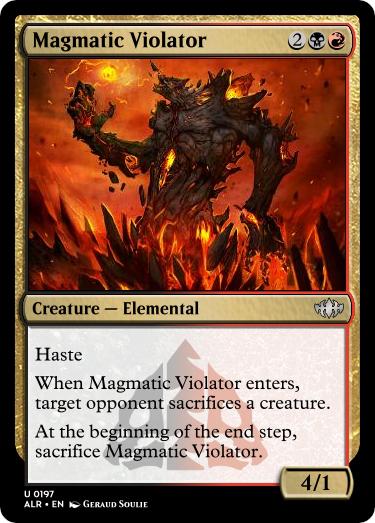 Magmatic Violator 2
Creature — Elemental
Haste
When Magmatic Violator enters,
target opponent sacrifices a creature.
At the beginning of the end step,
sacrifice Magmatic Violator.
4/1
U 0197
ALR • EN Geraud Soulie